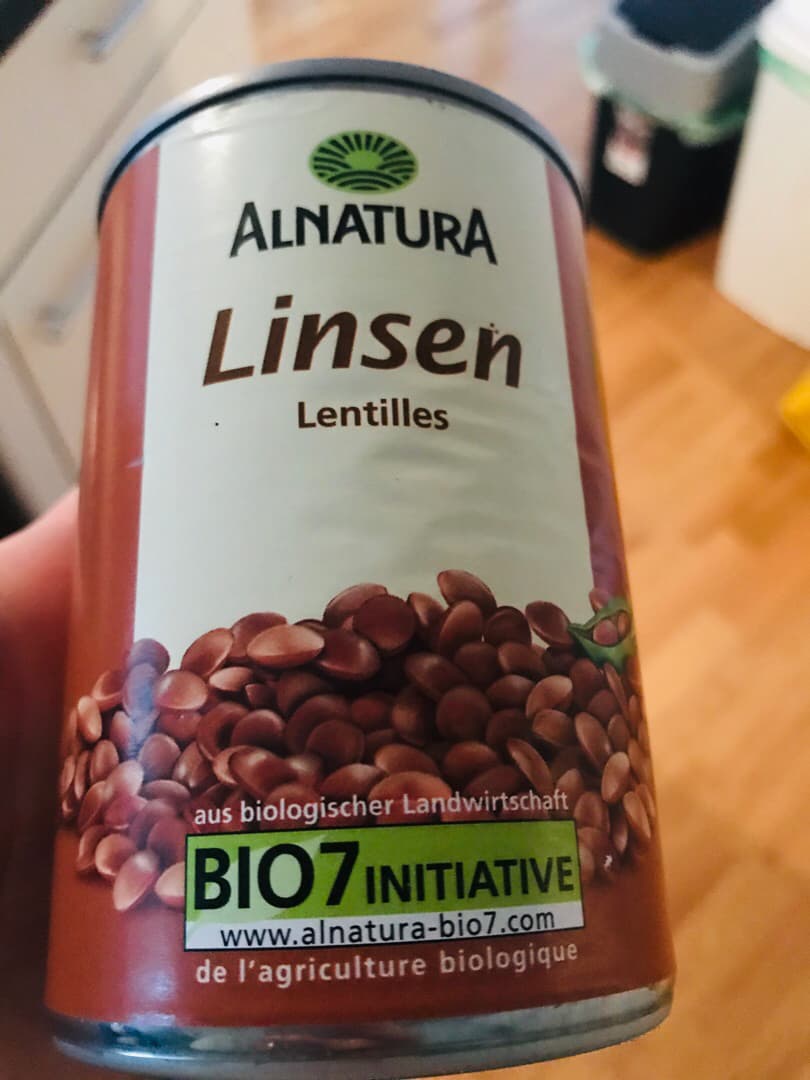 ALNATURA
Linsen
Lentilles
aus biologischer Landwirtschaft
BIO7 INITIATIVE
www.alnatura-bio7.com
de l'agriculture biologique